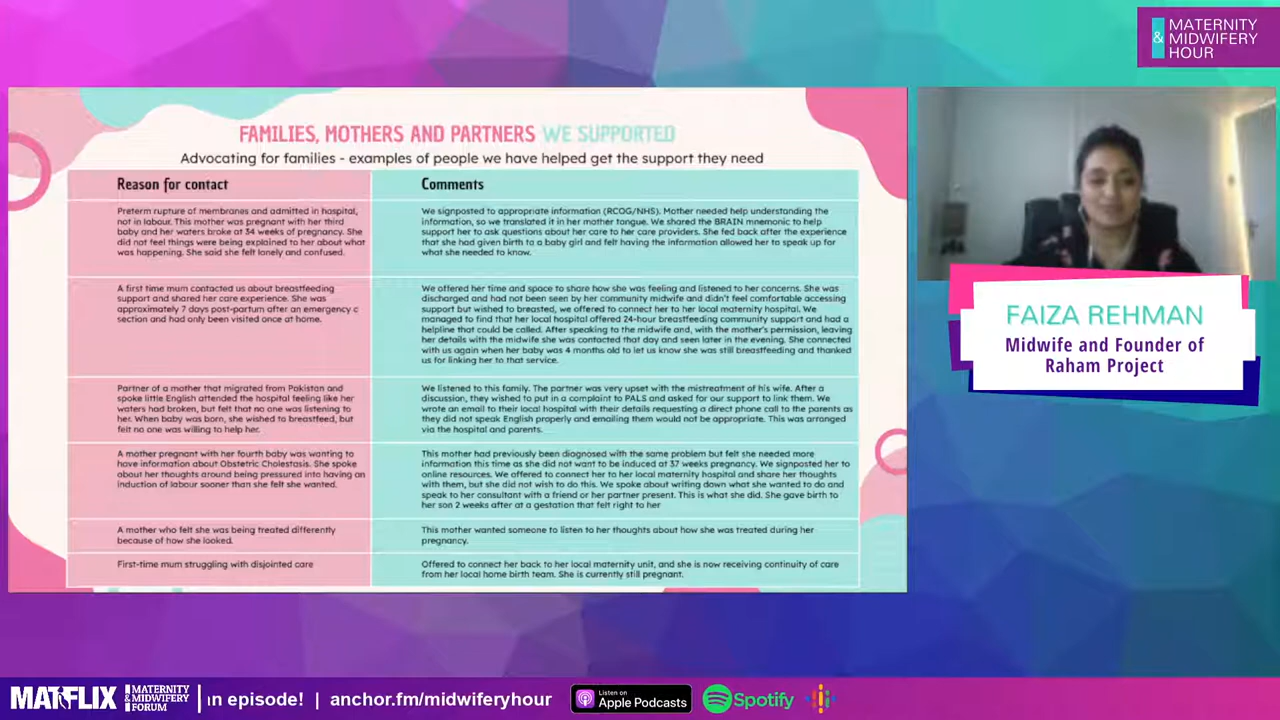 & MATERNITY
MIDWIFERY
HOUR
FAMILIES, MOTHERS AND PARTNERS WE SUPPORTED
Advocating for families - examples of people we have helped get the support they need
Reason for contact
Comments
Preterm rupture of membranes and admitted in hospital,
not in labour. This mother was pregnant with her third
baby and her waters broke at 34 weeks of pregnancy. She
did not feel things were being explained to her about what
was happening. She said she felt lonely and confused.
We signposted to appropriate information (RCOG/NHS). Mother needed help understanding the
information, so we translated it in her mother tongue. We shared the BRAIN mnemonic to help
support her to ask questions about her care to her care providers. She fed back after the experience
that she had given birth to a baby girl and felt having the information allowed her to speak up for
what she needed to know.
A first time mum contacted us about breastfeeding
support and shared her care experience. She was
approximately 7 days post-partum after an emergency c
section and had only been visited once at home.
We offered her time and space to share how she was feeling and listened to her concerns. She was
discharged and had not been seen by her community midwife and didn't feel comfortable accessing
support but wished to breasted, we offered to connect her to her local maternity hospital. We
managed to find that her local hospital offered 24-hour breastfeeding community support and had a
helpline that could be called. After speaking to the midwife and, with the mother's permission, leaving
her details with the midwife she was contacted that day and seen later in the evening. She connected
with us again when her baby was 4 months old to let us know she was still breastfeeding and thanked
us for linking her to that service.
Partner of a mother that migrated from Pakistan and
spoke little English attended the hospital feeling like her
waters had broken, but felt that no one was listening to
her. When baby was born, she wished to breastfeed, but
felt no one was willing to help her.
We listened to this family. The partner was very upset with the mistreatment of his wife. After a
discussion, they wished to put in a complaint to PALS and asked for our support to link them. We
wrote an email to their local hospital with their details requesting a direct phone call to the parents as
they did not speak English properly and emailing them would not be appropriate. This was arranged
via the hospital and parents.
A mother pregnant with her fourth baby was wanting to
have information about Obstetric Cholestasis. She spoke
about her thoughts around being pressured into having an
induction of labour sooner than she felt she wanted.
This mother had previously been diagnosed with the same problem but felt she needed more
information this time as she did not want to be induced at 37 weeks pregnancy. We signposted her to
online resources. We offered to connect her to her local maternity hospital and share her thoughts
with them, but she did not wish to do this. We spoke about writing down what she wanted to do and
speak to her consultant with a friend or her partner present. This is what she did. She gave birth to
her son 2 weeks after at a gestation that felt right to her
A mother who felt she was being treated differently
because of how she looked.
This mother wanted someone to listen to her thoughts about how she was treated during her
pregnancy.
First-time mum struggling with disjointed care
Offered to connect her back to her local maternity unit, and she is now receiving continuity of care
from her local home birth team. She is currently still pregnant.
FAIZA REHMAN
Midwife and Founder of
Raham Project
MATFLIX
MATERNITY
& MIDWIFERY
FORUM
n episode! | anchor.fm/midwiferyhour
Listen on
Apple Podcasts
Spotify